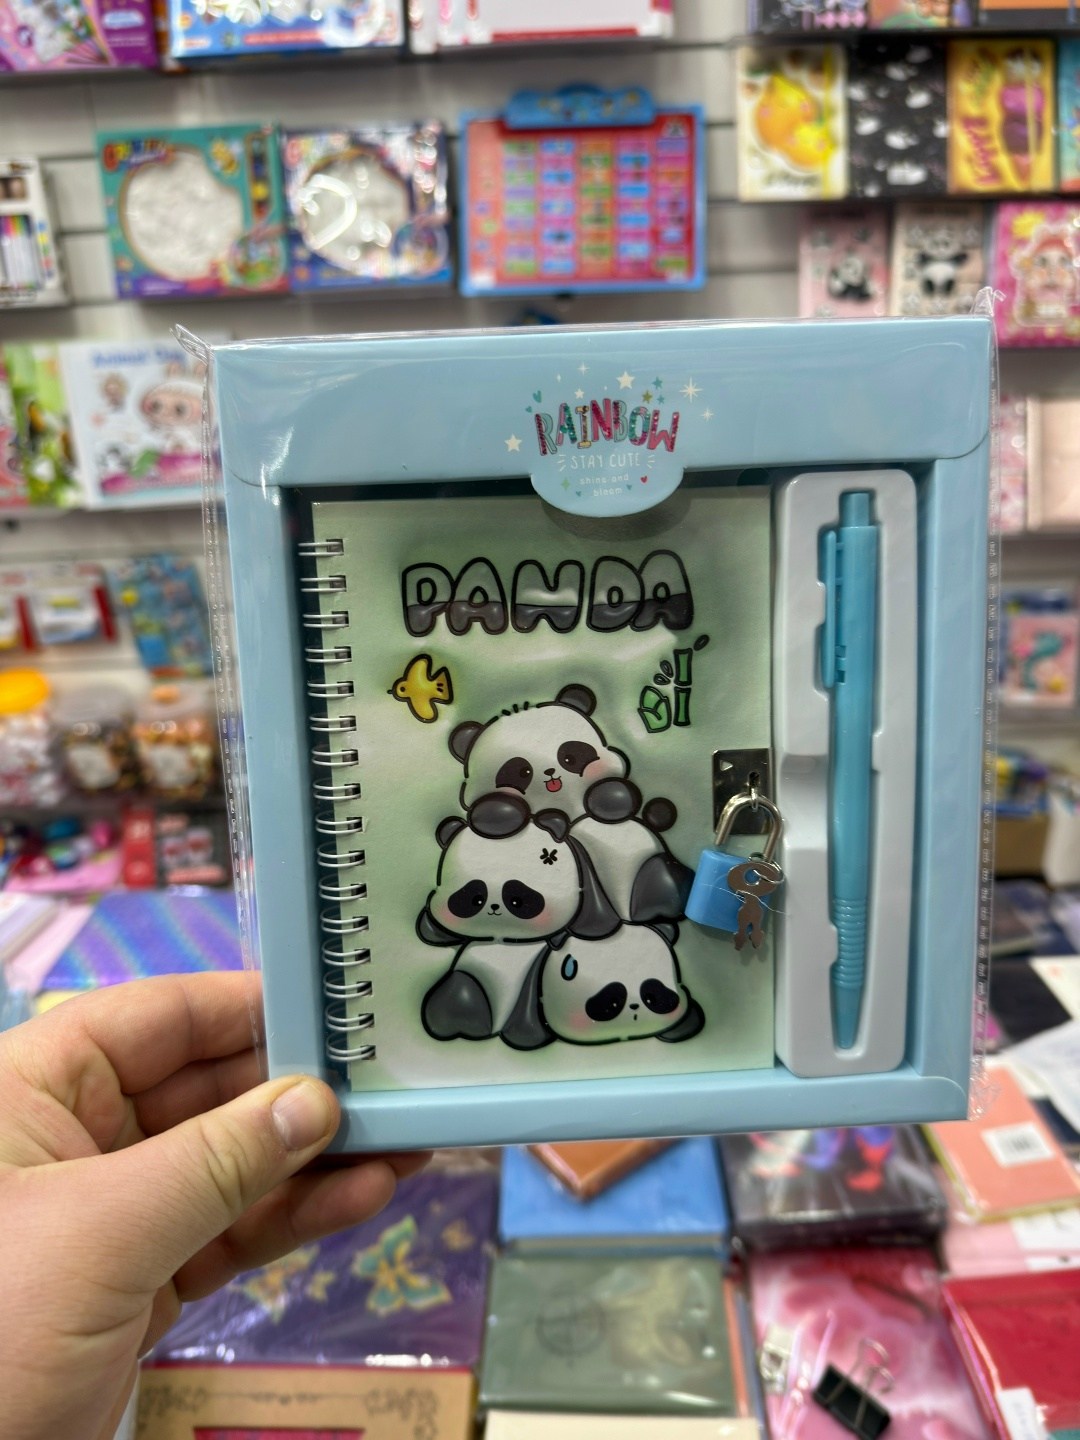 RAINBOW
STAY CUTE
shine and
bloom
PANDA